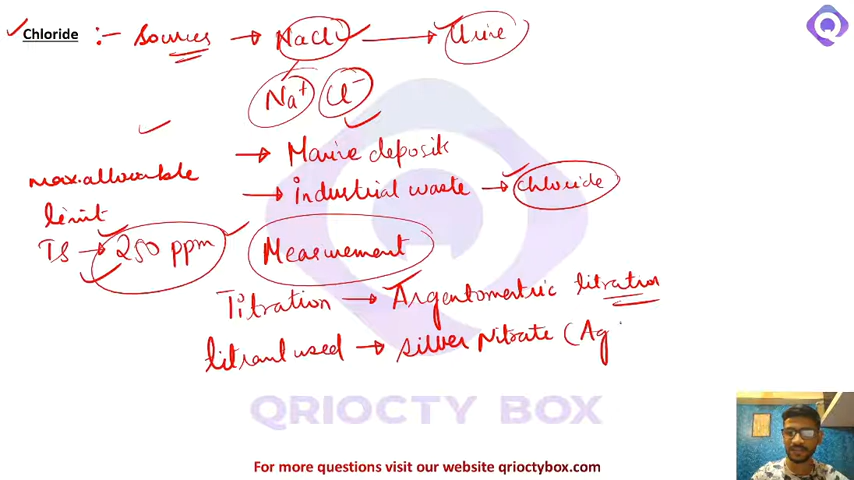 Chloride :- Sources → NaCl → Urine
Na+ Cl-
→ Marine deposits
max. allowable
→ industrial waste → chloride
limit
IS → 250 ppm
Measurement
Titration → Argentometric titration
titrant used → silver Nitrate (Ag
QRIOCTY BOX
For more questions visit our website qrioctybox.com